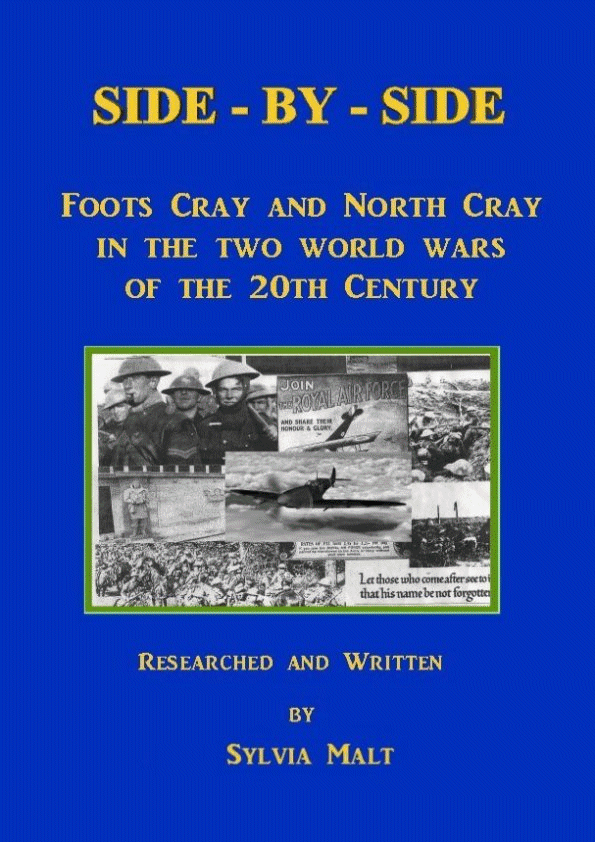 SIDE - BY - SIDE
FOOTS CRAY AND NORTH CRAY
IN THE TWO WORLD WARS
OF THE 20TH CENTURY
JOIN
THE ROYAL AIR FORCE
AND SHARE THEIR
HONOUR & GLORY.
Let those who come after see to i
that his name be not forgotten
RESEARCHED AND WRITTEN
BY
SYLVIA MALT